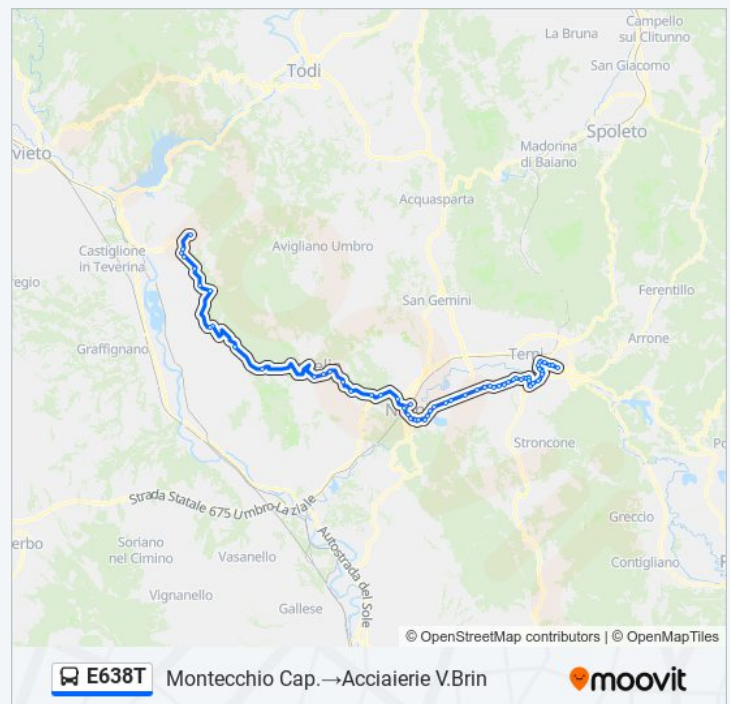 Campello
sul Clitunno
La Bruna
San Giacomo
Todi
Spoleto
Madonna
di Baiano
vieto
Acquasparta
Castiglione
in Teverina
Avigliano Umbro
regio
San Gemini
Ferentillo
Graffignano
Arrone
Stroncone
Strada Statale 675 Umbro-Laziale
Greccio
erbo
Soriano
nel Cimino
Vasanello
Autostrada del Sole
Contigliano
Vignanello
Gallese
© OpenStreetMap contributors | © OpenMapTiles
E638T Montecchio Cap.→Acciaierie V.Brin
moovit